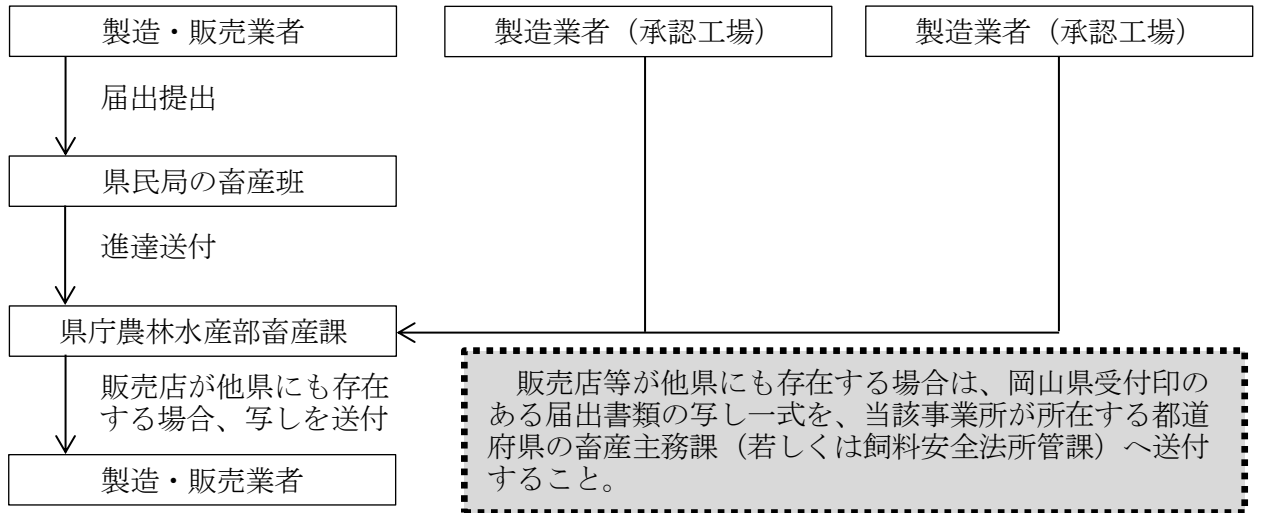 製造・販売業者
製造業者（承認工場）
製造業者（承認工場）
届出提出
県民局の畜産班
進達送付
県庁農林水産部畜産課
販売店が他県にも存在
する場合、写しを送付
製造・販売業者
販売店等が他県にも存在する場合は、岡山県受付印の
ある届出書類の写し一式を、当該事業所が所在する都道
府県の畜産主務課（若しくは飼料安全法所管課）へ送付
すること。